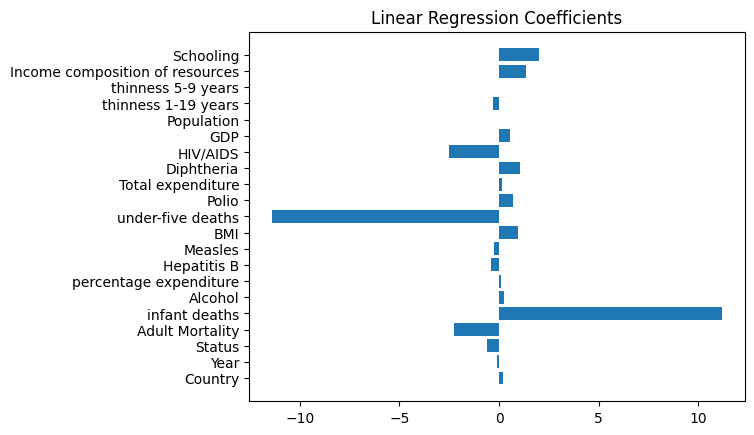 Linear Regression Coefficients
Schooling
Income composition of resources
thinness 5-9 years
thinness 1-19 years
Population
GDP
HIV/AIDS
Diphtheria
Total expenditure
Polio
under-five deaths
BMI
Measles
Hepatitis B
percentage expenditure
Alcohol
infant deaths
Adult Mortality
Status
Year
Country
−10 −5 0 5 10